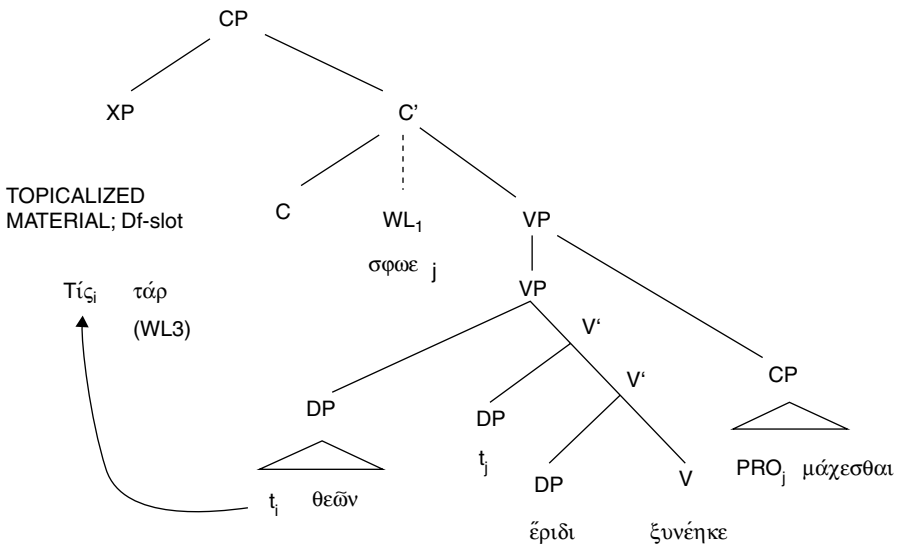 CP
XP C'
TOPICALIZED
MATERIAL; Df-slot
C WL₁ VP
σφωε j
Τίςᵢ τάρ
(WL3)
VP
V‘
V‘
CP
DP
DP
tⱼ
PROⱼ μάχεσθαι
tᵢ θεῶν
DP V
ἔριδι ξυνέηκε